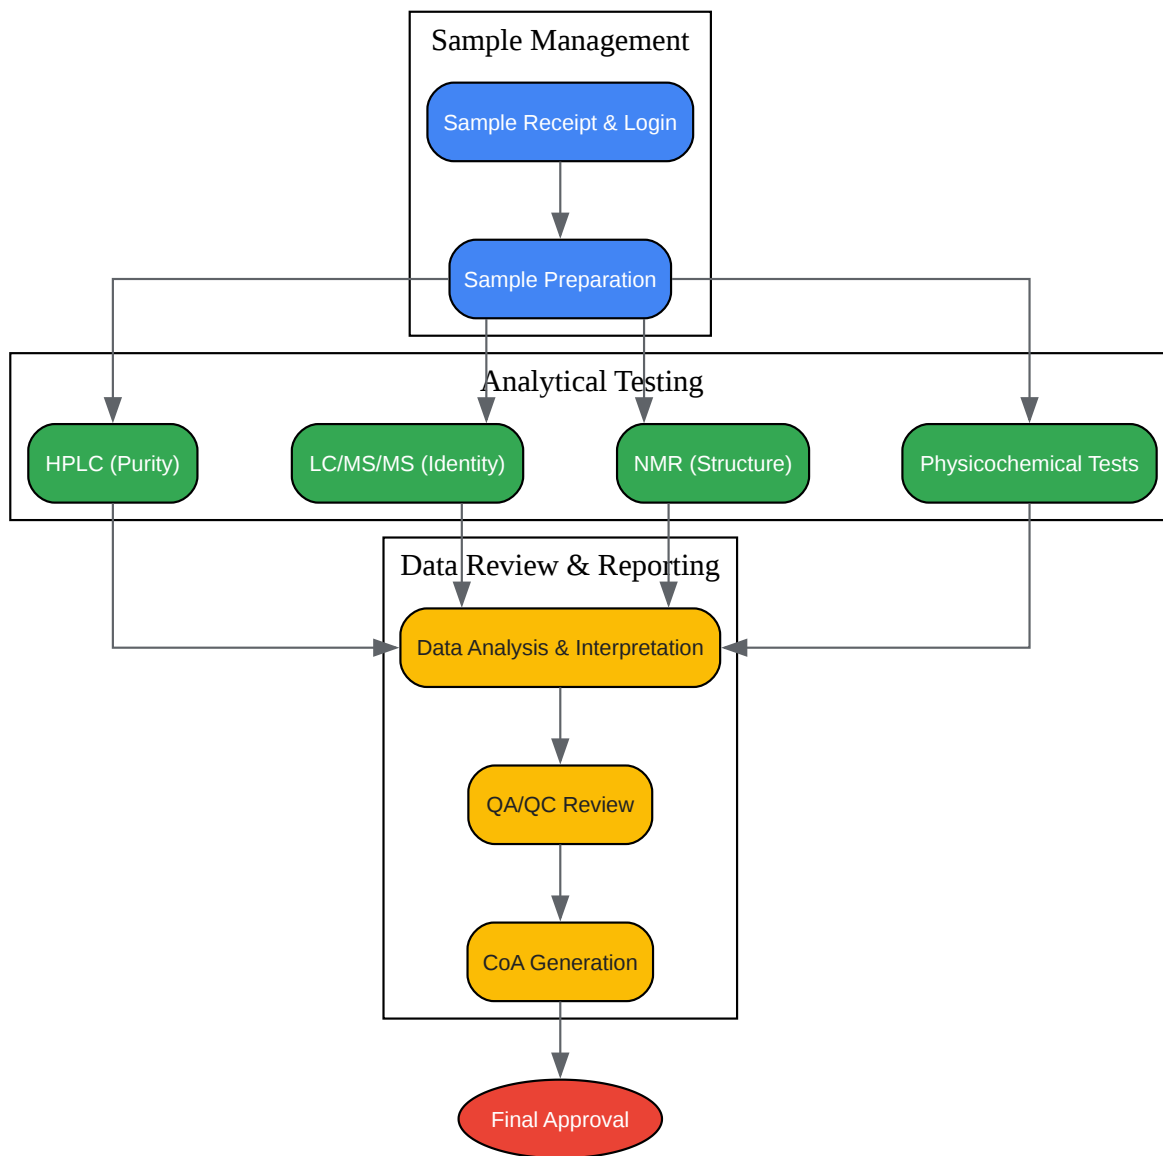 Sample Management
Sample Receipt & Login
Sample Preparation
Analytical Testing
HPLC (Purity)
LC/MS/MS (Identity)
NMR (Structure)
Physicochemical Tests
Data Review & Reporting
Data Analysis & Interpretation
QA/QC Review
CoA Generation
Final Approval